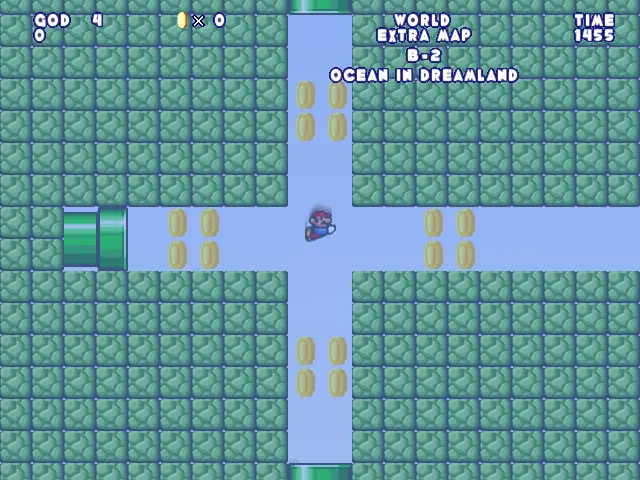 GOD 4
0
× 0
WORLD
EXTRA MAP
B-2
OCEAN IN DREAMLAND
TIME
1455